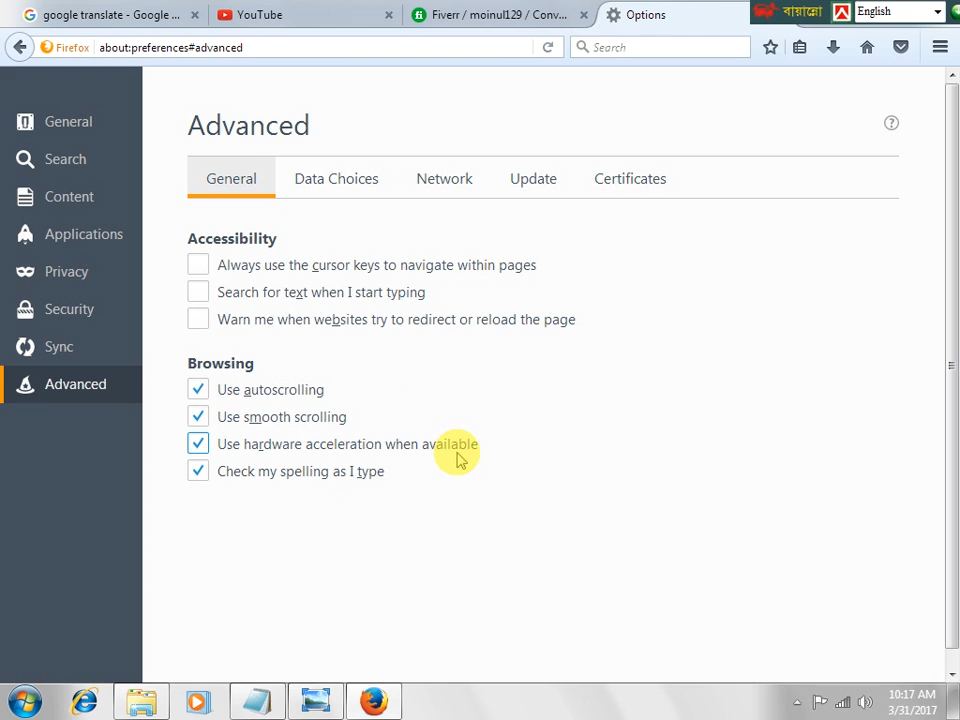 google translate - Google ...
YouTube
Fiverr / moinul129 / Conv...
Options
বায়ান্নো
English
Firefox
about:preferences#advanced
Search
General
Search
Content
Applications
Privacy
Security
Sync
Advanced
Advanced
General
Data Choices
Network
Update
Certificates
Accessibility
Always use the cursor keys to navigate within pages
Search for text when I start typing
Warn me when websites try to redirect or reload the page
Browsing
Use autoscrolling
Use smooth scrolling
Use hardware acceleration when available
Check my spelling as I type
10:17 AM
3/31/2017